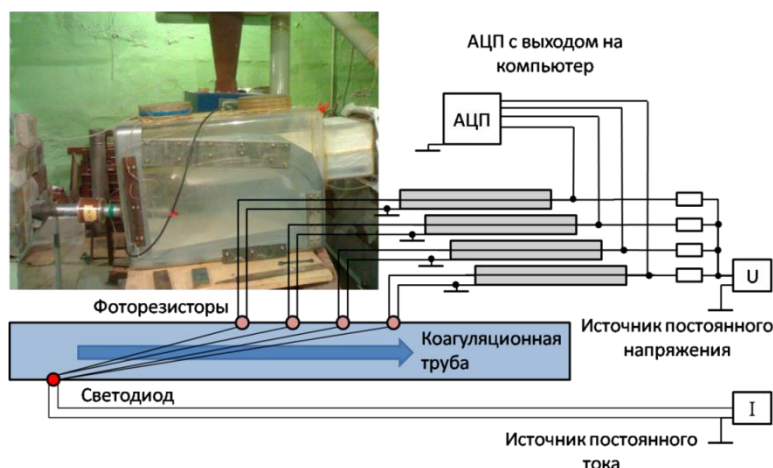 АЦП с выходом на
компьютер
АЦП
Фоторезисторы
U
Коагуляционная
труба
Источник постоянного
напряжения
Светодиод
I
Источник постоянного
тока